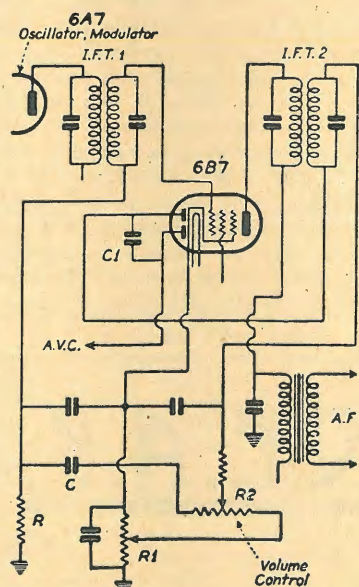 6A7
Oscillator, Modulator
I.F.T. 1
I.F.T. 2
6B7
C1
A.V.C.
A.F
C
R2
R
R1
Volume
Control